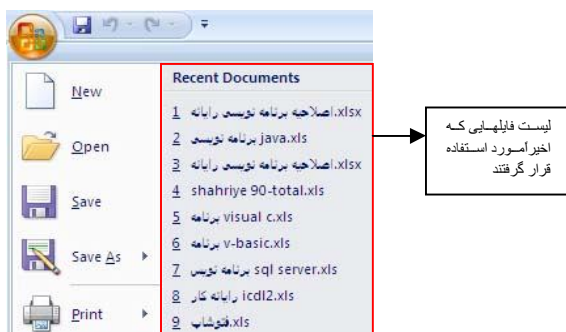 New
Open
Save
Save As
Print
Recent Documents
1 اصلاحیه برنامه نویسی رایانه.xlsx
2 برنامه نویسی java.xls
3 اصلاحیه برنامه نویسی رایانه.xlsx
4 shahriye 90-total.xls
5 برنامه visual c.xls
6 برنامه v-basic.xls
7 برنامه نویس sql server.xls
8 رایانه کار icdl2.xls
9 فتوشاپ.xls
لیست فایلهایی که
اخیرآمورد استفاده
قرار گرفتند